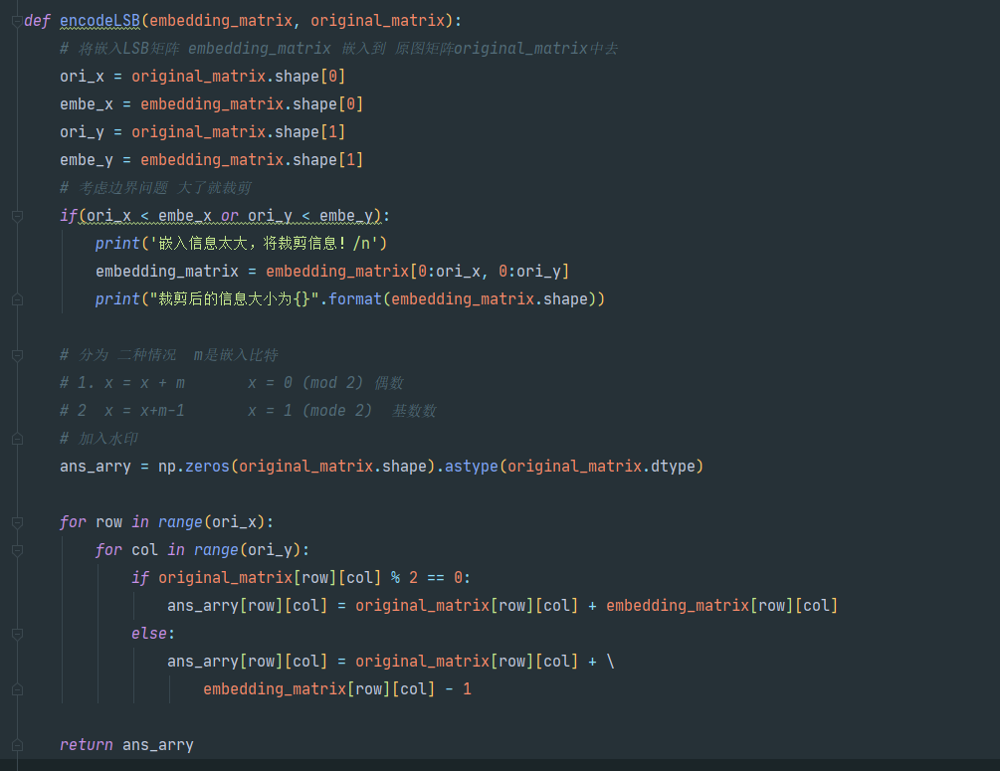 def encodeLSB(embedding_matrix, original_matrix):
    # 将嵌入LSB矩阵 embedding_matrix 嵌入到 原图矩阵original_matrix中去
    ori_x = original_matrix.shape[0]
    embe_x = embedding_matrix.shape[0]
    ori_y = original_matrix.shape[1]
    embe_y = embedding_matrix.shape[1]
    # 考虑边界问题 大了就裁剪
    if(ori_x < embe_x or ori_y < embe_y):
        print('嵌入信息太大，将裁剪信息！/n')
        embedding_matrix = embedding_matrix[0:ori_x, 0:ori_y]
        print("裁剪后的信息大小为{}".format(embedding_matrix.shape))
    # 分为 二种情况  m是嵌入比特
    # 1. x = x + m       x = 0 (mod 2) 偶数
    # 2  x = x+m-1       x = 1 (mode 2)  基数数
    # 加入水印
    ans_arry = np.zeros(original_matrix.shape).astype(original_matrix.dtype)
    for row in range(ori_x):
        for col in range(ori_y):
            if original_matrix[row][col] % 2 == 0:
                ans_arry[row][col] = original_matrix[row][col] + embedding_matrix[row][col]
            else:
                ans_arry[row][col] = original_matrix[row][col] + \
                    embedding_matrix[row][col] - 1
    return ans_arry